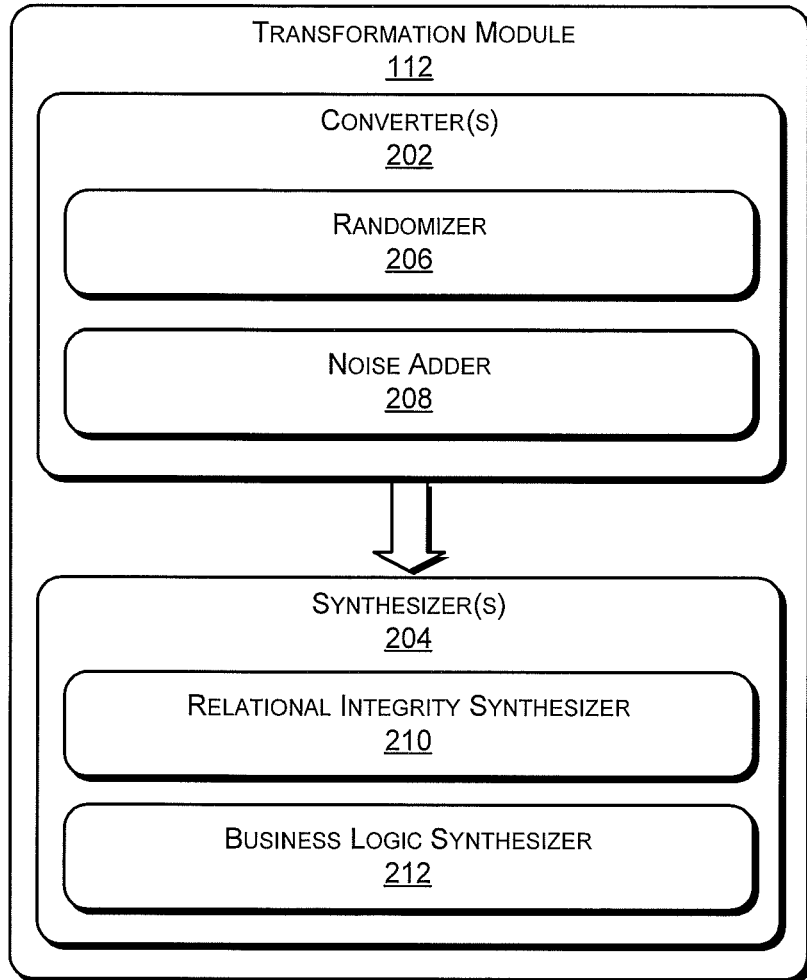 TRANSFORMATION MODULE
112
CONVERTER(S)
202
RANDOMIZER
206
NOISE ADDER
208
SYNTHESIZER(S)
204
RELATIONAL INTEGRITY SYNTHESIZER
210
BUSINESS LOGIC SYNTHESIZER
212